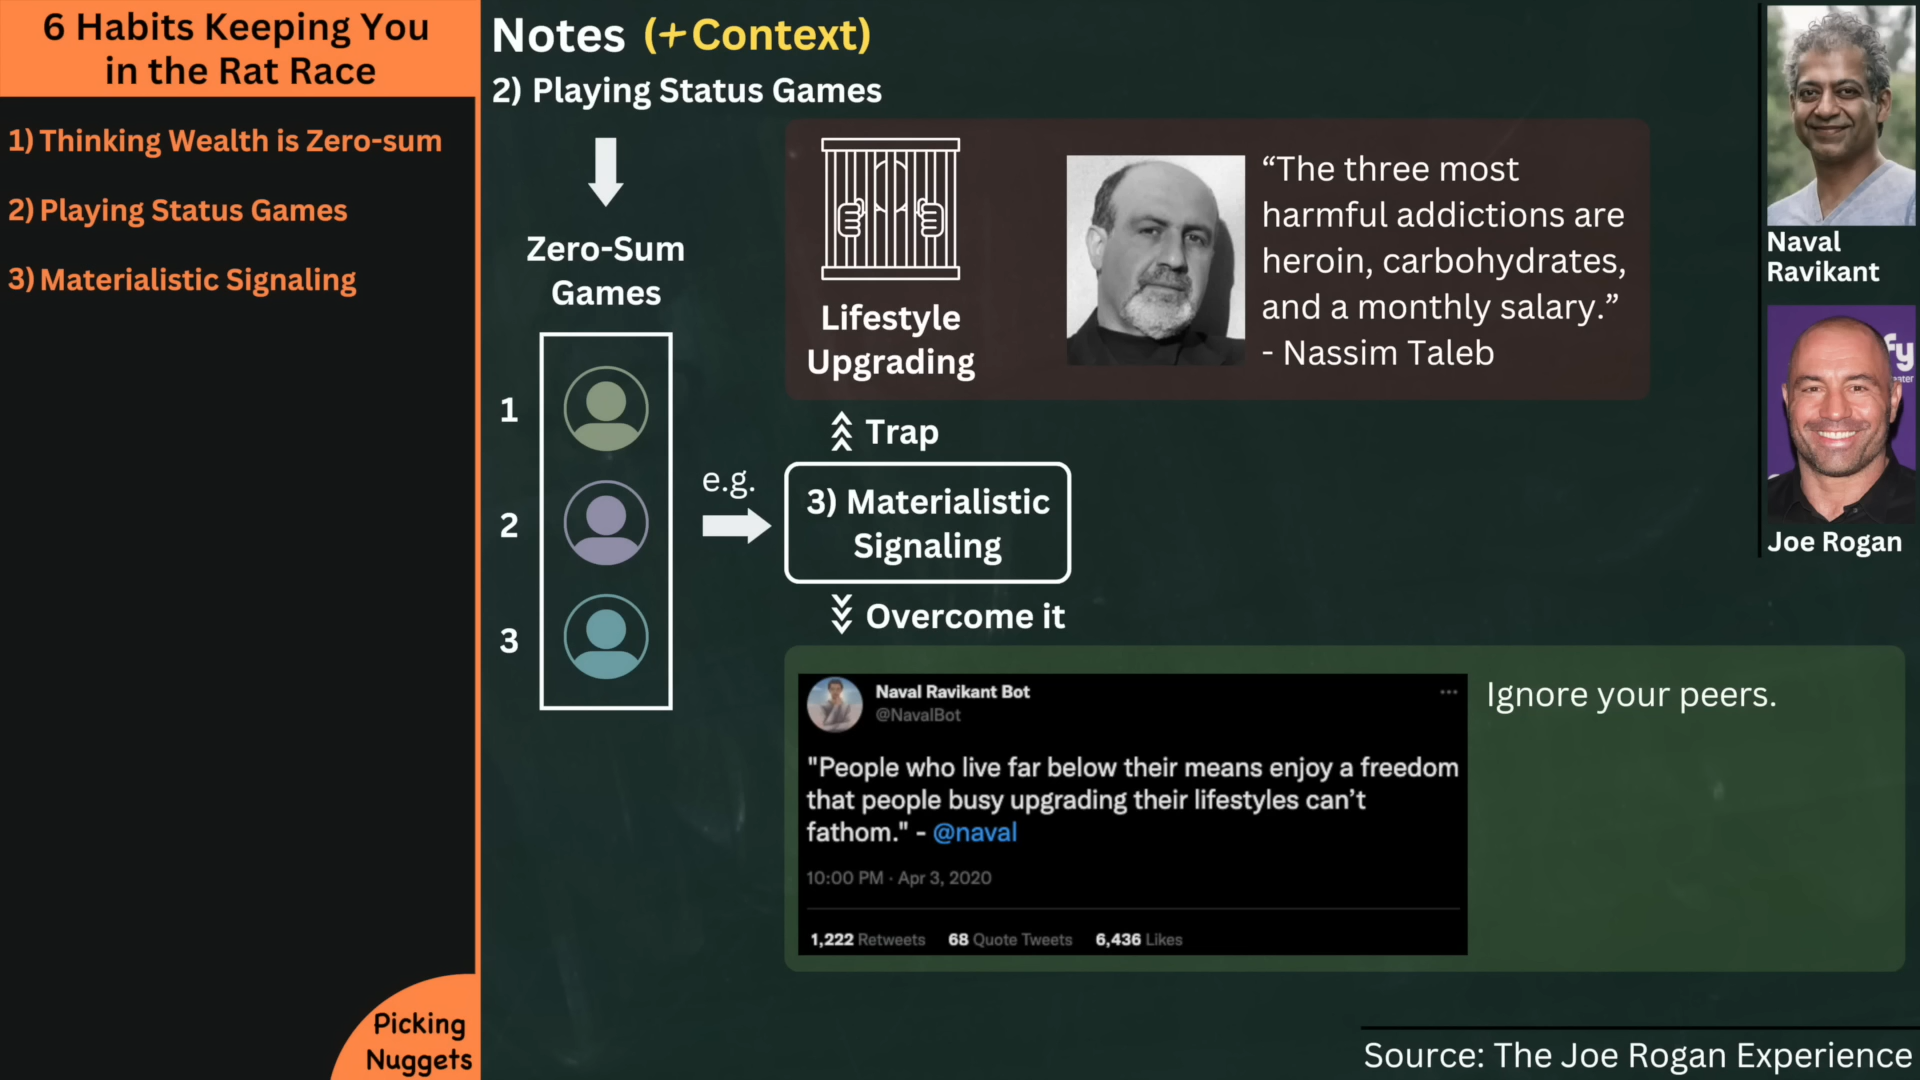 6 Habits Keeping You
in the Rat Race
1) Thinking Wealth is Zero-sum
2) Playing Status Games
3) Materialistic Signaling
Picking
Nuggets
Notes (+Context)
2) Playing Status Games
Zero-Sum
Games
1
2
3
e.g.
Lifestyle
Upgrading
“The three most
harmful addictions are
heroin, carbohydrates,
and a monthly salary.”
- Nassim Taleb
Trap
3) Materialistic
Signaling
Overcome it
Naval Ravikant Bot
@NavalBot
"People who live far below their means enjoy a freedom
that people busy upgrading their lifestyles can’t
fathom." - @naval
10:00 PM · Apr 3, 2020
1,222 Retweets 68 Quote Tweets 6,436 Likes
Ignore your peers.
Naval
Ravikant
fy
ater
Joe Rogan
Source: The Joe Rogan Experience